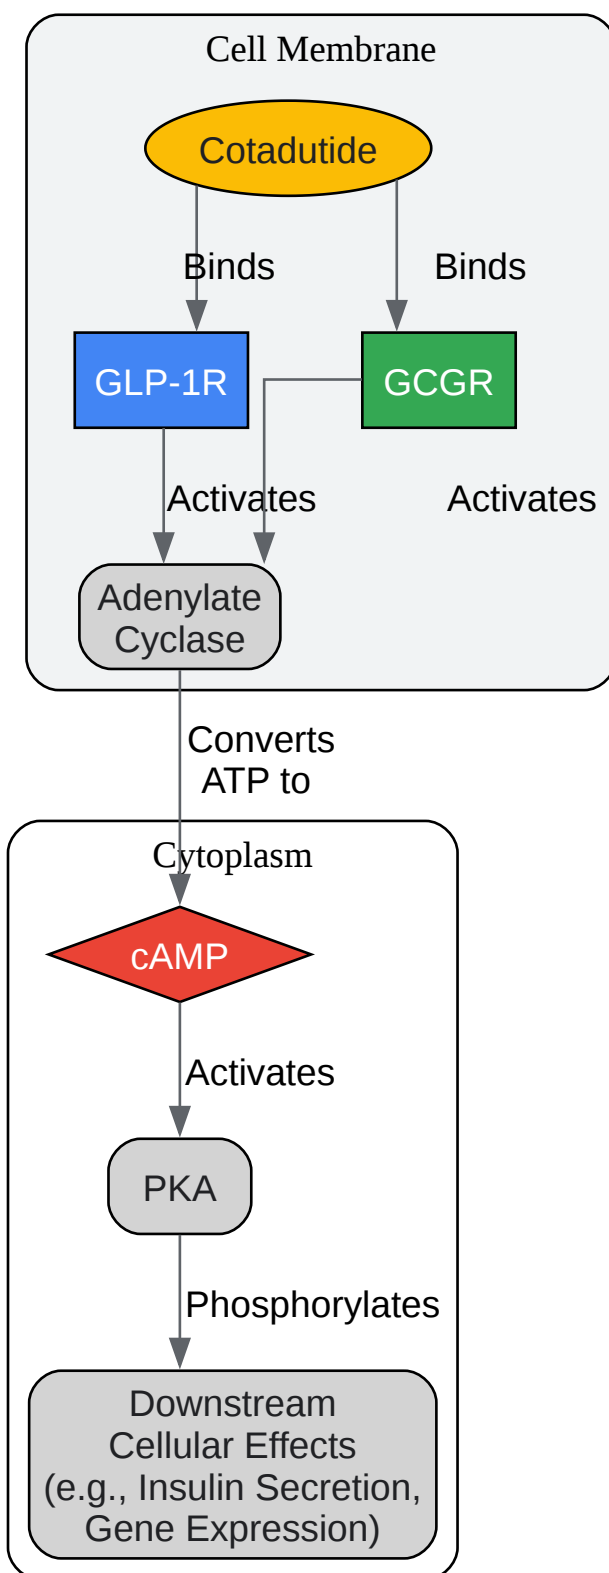 Cell Membrane
Cotadutide
Binds
Binds
GLP-1R
GCGR
Activates
Activates
Adenylate
Cyclase
Converts
ATP to
Cytoplasm
cAMP
Activates
PKA
Phosphorylates
Downstream
Cellular Effects
(e.g., Insulin Secretion,
Gene Expression)